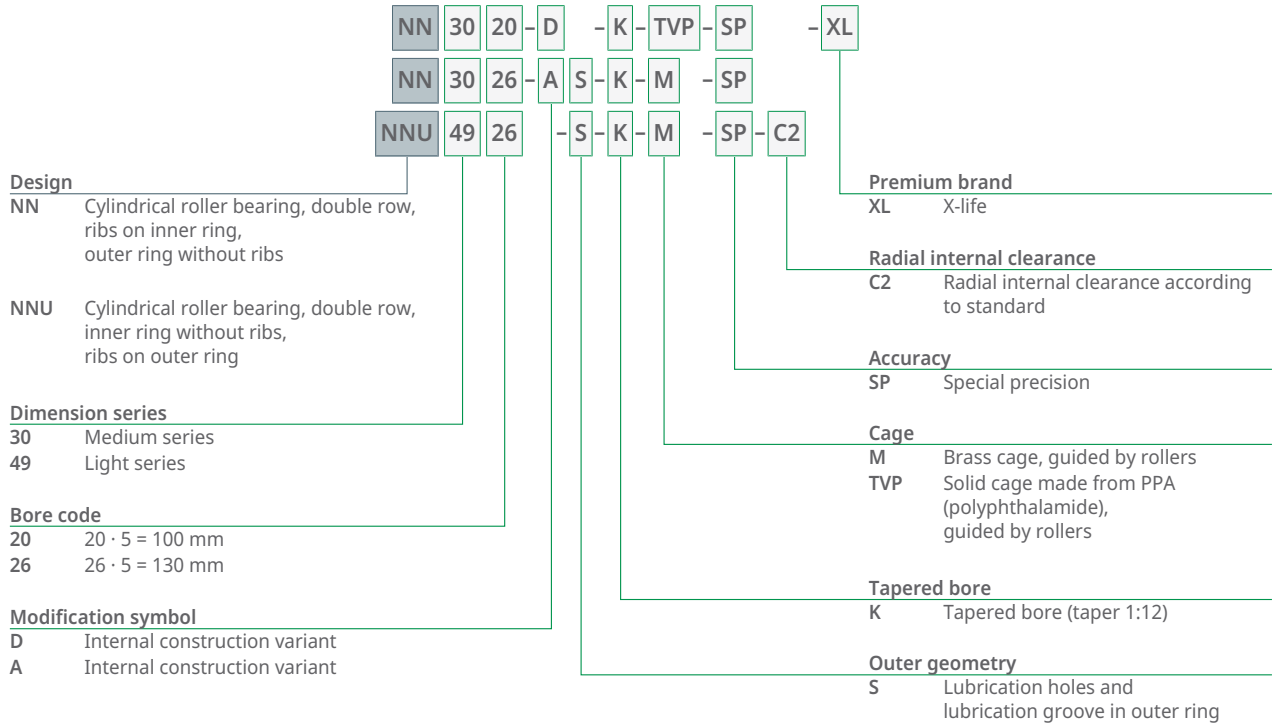 NN 30 20 – D – K – TVP – SP – XL
NN 30 26 – A S – K – M – SP
NNU 49 26 – S – K – M – SP – C2
Design
NN Cylindrical roller bearing, double row,
ribs on inner ring,
outer ring without ribs
NNU Cylindrical roller bearing, double row,
inner ring without ribs,
ribs on outer ring
Dimension series
30 Medium series
49 Light series
Bore code
20 20 · 5 = 100 mm
26 26 · 5 = 130 mm
Modification symbol
D Internal construction variant
A Internal construction variant
Premium brand
XL X-life
Radial internal clearance
C2 Radial internal clearance according
to standard
Accuracy
SP Special precision
Cage
M Brass cage, guided by rollers
TVP Solid cage made from PPA
(polyphthalamide),
guided by rollers
Tapered bore
K Tapered bore (taper 1:12)
Outer geometry
S Lubrication holes and
lubrication groove in outer ring